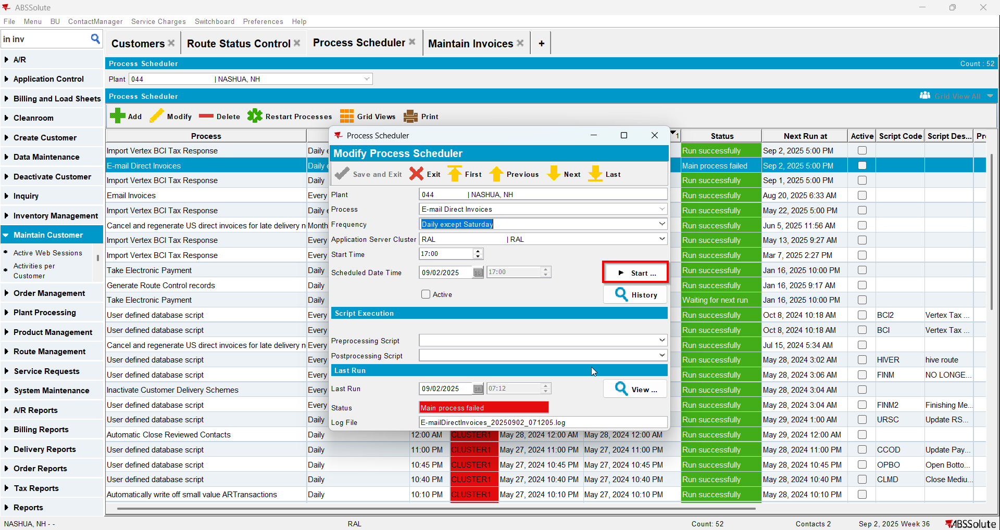 ABSSolute
File Menu BU ContactManager Service Charges Switchboard Preferences Help
in inv
Customers Route Status Control Process Scheduler Maintain Invoices +
A/R
Application Control
Billing and Load Sheets
Cleanroom
Create Customer
Data Maintenance
Deactivate Customer
Inquiry
Inventory Management
Maintain Customer
Active Web Sessions
Activities per
Customer
Order Management
Plant Processing
Product Management
Route Management
Service Requests
System Maintenance
A/R Reports
Billing Reports
Delivery Reports
Order Reports
Tax Reports
Reports
Process Scheduler Count : 52
Plant 044 | NASHUA, NH
Process Scheduler Grid View All
Add Modify Delete Restart Processes Grid Views Print
Process 1 Status Next Run at Active Script Code Script Des... Pr
Import Vertex BCI Tax Response Daily e Run successfully Sep 2, 2025 5:00 PM
E-mail Direct Invoices Daily e Main process failed Sep 2, 2025 5:00 PM
Import Vertex BCI Tax Response Daily Run successfully Sep 1, 2025 5:00 PM
Email Invoices Every Run successfully Aug 20, 2025 6:33 AM
Import Vertex BCI Tax Response Daily e Run successfully May 22, 2025 5:00 PM
Cancel and regenerate US direct invoices for late delivery n Month Run successfully Jun 5, 2025 11:56 AM
Import Vertex BCI Tax Response Every Run successfully May 13, 2025 9:27 AM
Import Vertex BCI Tax Response Every Run successfully Mar 7, 2025 2:27 PM
Take Electronic Payment Daily Run successfully Jan 16, 2025 10:00 PM
Generate Route Control records Daily Run successfully Jan 16, 2025 9:17 AM
Take Electronic Payment Daily Waiting for next run Jan 16, 2025 10:00 PM
User defined database script Every Run successfully Oct 8, 2024 10:18 AM BCI2 Vertex Tax ...
User defined database script Every Run successfully Oct 8, 2024 10:18 AM BCI Vertex Tax ...
Cancel and regenerate US direct invoices for late delivery n Every Run successfully Jul 15, 2024 5:34 AM
User defined database script Every Run successfully May 28, 2024 3:02 AM HIVER hive route
User defined database script Every Run successfully May 28, 2024 3:06 AM FINM NO LONGE...
Inactivate Customer Delivery Schemes Every Run successfully May 28, 2024 3:04 AM
User defined database script Every Run successfully May 28, 2024 3:04 AM FINM2 Finishing Me...
User defined database script Daily Run successfully May 29, 2024 1:00 AM URSC Update RS...
Automatic Close Reviewed Contacts Daily 12:00 AM CLUSTER1 May 28, 2024 12:00 AM May 28, 2024 12:00 AM Run successfully May 29, 2024 12:00 AM
User defined database script Daily 11:00 PM CLUSTER1 May 27, 2024 11:00 PM May 27, 2024 11:00 PM Run successfully May 28, 2024 11:00 PM CCOD Update Pay...
User defined database script Daily 10:45 PM CLUSTER1 May 27, 2024 10:45 PM May 27, 2024 10:45 PM Run successfully May 28, 2024 10:45 PM OPBO Open Botto...
User defined database script Daily 10:40 PM CLUSTER1 May 27, 2024 10:40 PM May 27, 2024 10:40 PM Run successfully May 28, 2024 10:40 PM CLMD Close Mediu...
Automatically write off small value ARTransactions Daily 10:10 PM CLUSTER1 May 27, 2024 10:10 PM May 27, 2024 10:10 PM Run successfully May 28, 2024 10:10 PM
Process Scheduler
Modify Process Scheduler
Save and Exit Exit First Previous Next Last
Plant 044 | NASHUA, NH
Process E-mail Direct Invoices
Frequency Daily except Saturday
Application Server Cluster RAL | RAL
Start Time 17:00
Scheduled Date Time 09/02/2025 16 17:00 Start ...
Active History
Script Execution
Preprocessing Script
Postprocessing Script
Last Run
Last Run 09/02/2025 16 07:12 View ...
Status Main process failed
Log File E-mailDirectInvoices_20250902_071205.log
NASHUA, NH - - RAL Count: 52 Contacts 2 Sep 2, 2025 Week 36 ABSSolute